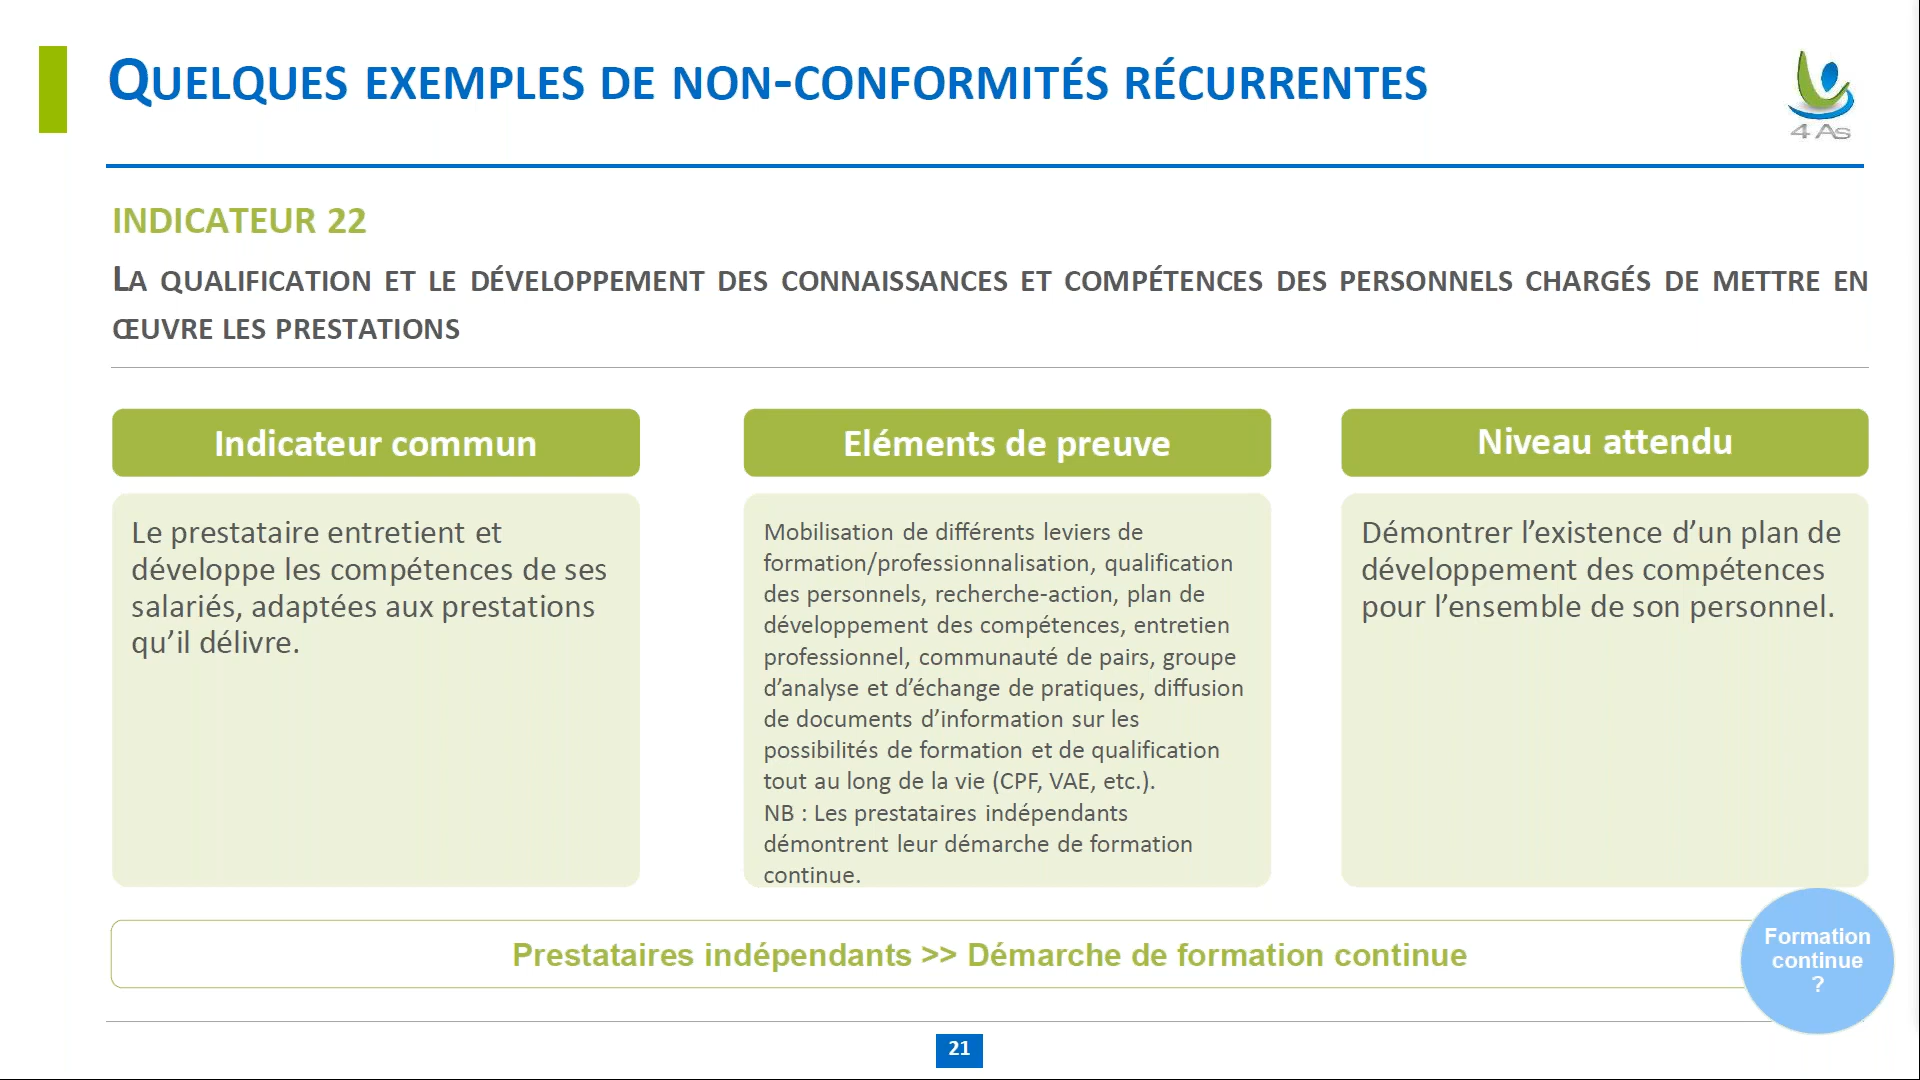 QUELQUES EXEMPLES DE NON-CONFORMITÉS RÉCURRENTES
4 As
INDICATEUR 22
LA QUALIFICATION ET LE DÉVELOPPEMENT DES CONNAISSANCES ET COMPÉTENCES DES PERSONNELS CHARGÉS DE METTRE EN
ŒUVRE LES PRESTATIONS
Indicateur commun
Le prestataire entretient et
développe les compétences de ses
salariés, adaptées aux prestations
qu’il délivre.
Eléments de preuve
Mobilisation de différents leviers de
formation/professionnalisation, qualification
des personnels, recherche-action, plan de
développement des compétences, entretien
professionnel, communauté de pairs, groupe
d’analyse et d’échange de pratiques, diffusion
de documents d’information sur les
possibilités de formation et de qualification
tout au long de la vie (CPF, VAE, etc.).
NB : Les prestataires indépendants
démontrent leur démarche de formation
continue.
Niveau attendu
Démontrer l’existence d’un plan de
développement des compétences
pour l’ensemble de son personnel.
Prestataires indépendants >> Démarche de formation continue
Formation
continue
?
21